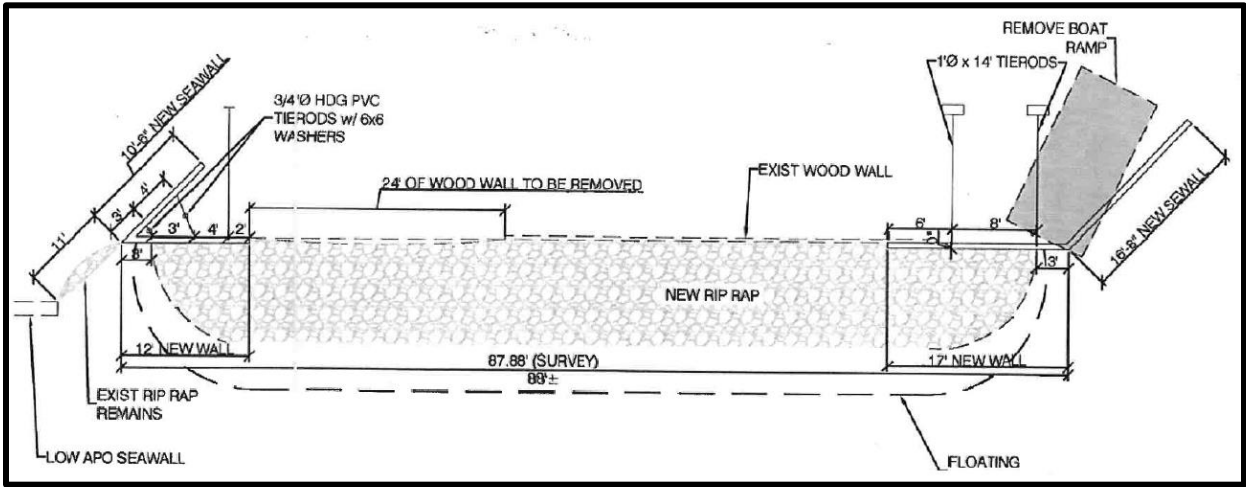 REMOVE BOAT
RAMP
1'Ø x 14' TIERODS
3/4'Ø HDG PVC
TIERODS w/ 6x6
WASHERS
10'-6" NEW SEAWALL
4'
3'
11'
24' OF WOOD WALL TO BE REMOVED
EXIST WOOD WALL
3'
4'
2'
6'
8'
16'-8" NEW SEWALL
3'
NEW RIP RAP
12' NEW WALL
87.88' (SURVEY)
17' NEW WALL
88'±
EXIST RIP RAP
REMAINS
LOW APO SEAWALL
FLOATING